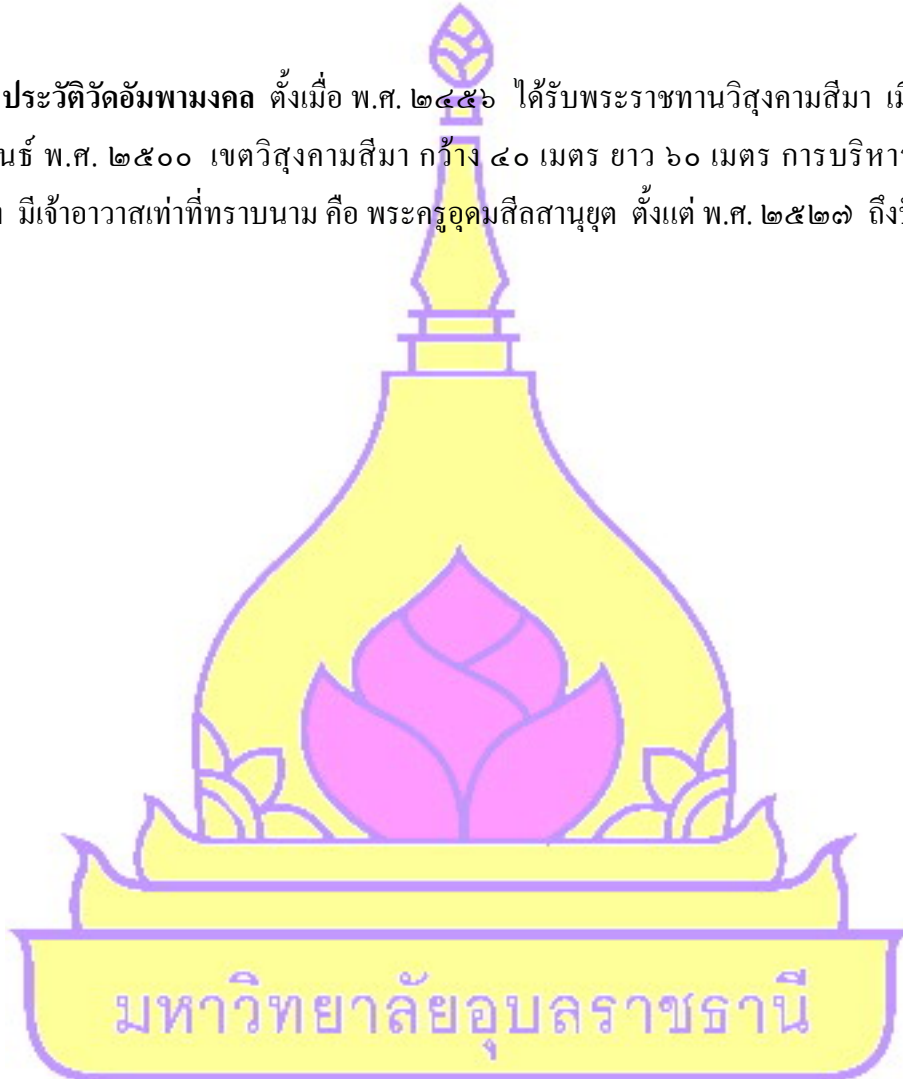 ประวัติวัดอัมพามงคล ตั้งเมื่อ พ.ศ. ๒๔๕๖ ได้รับพระราชทานวิสุงคามสีมา
พ.ศ. ๒๕๐๐ เขตวิสุงคามสีมา กว้าง ๔๐ เมตร ยาว ๖๐ เมตร การบริหาร
มีเจ้าอาวาสเท่าที่ทราบนาม คือ พระครูอุดมสีลสานุยุต ตั้งแต่ พ.ศ. ๒๕๒๗
มหาวิทยาลัยอุบลราชธานี